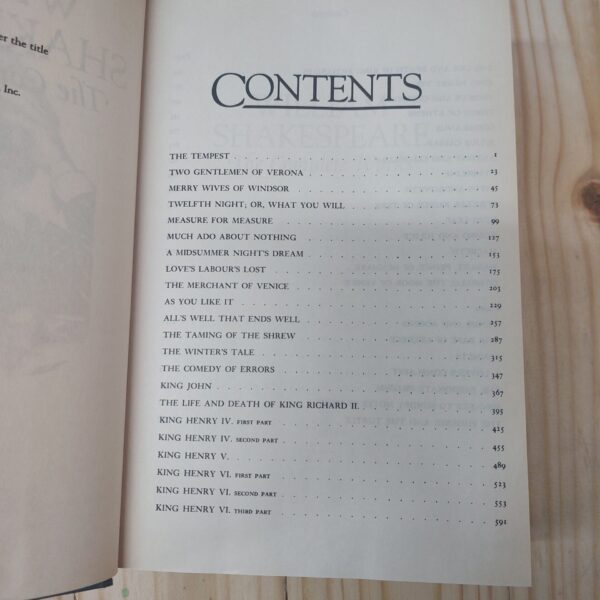 er the title
Inc.
CONTENTS
THE TEMPEST 1
TWO GENTLEMEN OF VERONA 23
MERRY WIVES OF WINDSOR 45
TWELFTH NIGHT; OR, WHAT YOU WILL 73
MEASURE FOR MEASURE 99
MUCH ADO ABOUT NOTHING 127
A MIDSUMMER NIGHT'S DREAM 153
LOVE'S LABOUR'S LOST 175
THE MERCHANT OF VENICE 203
AS YOU LIKE IT 229
ALL'S WELL THAT ENDS WELL 257
THE TAMING OF THE SHREW 287
THE WINTER'S TALE 315
THE COMEDY OF ERRORS 347
KING JOHN 367
THE LIFE AND DEATH OF KING RICHARD II. 395
KING HENRY IV. FIRST PART 425
KING HENRY IV. SECOND PART 455
KING HENRY V. 489
KING HENRY VI. FIRST PART 523
KING HENRY VI. SECOND PART 553
KING HENRY VI. THIRD PART 591